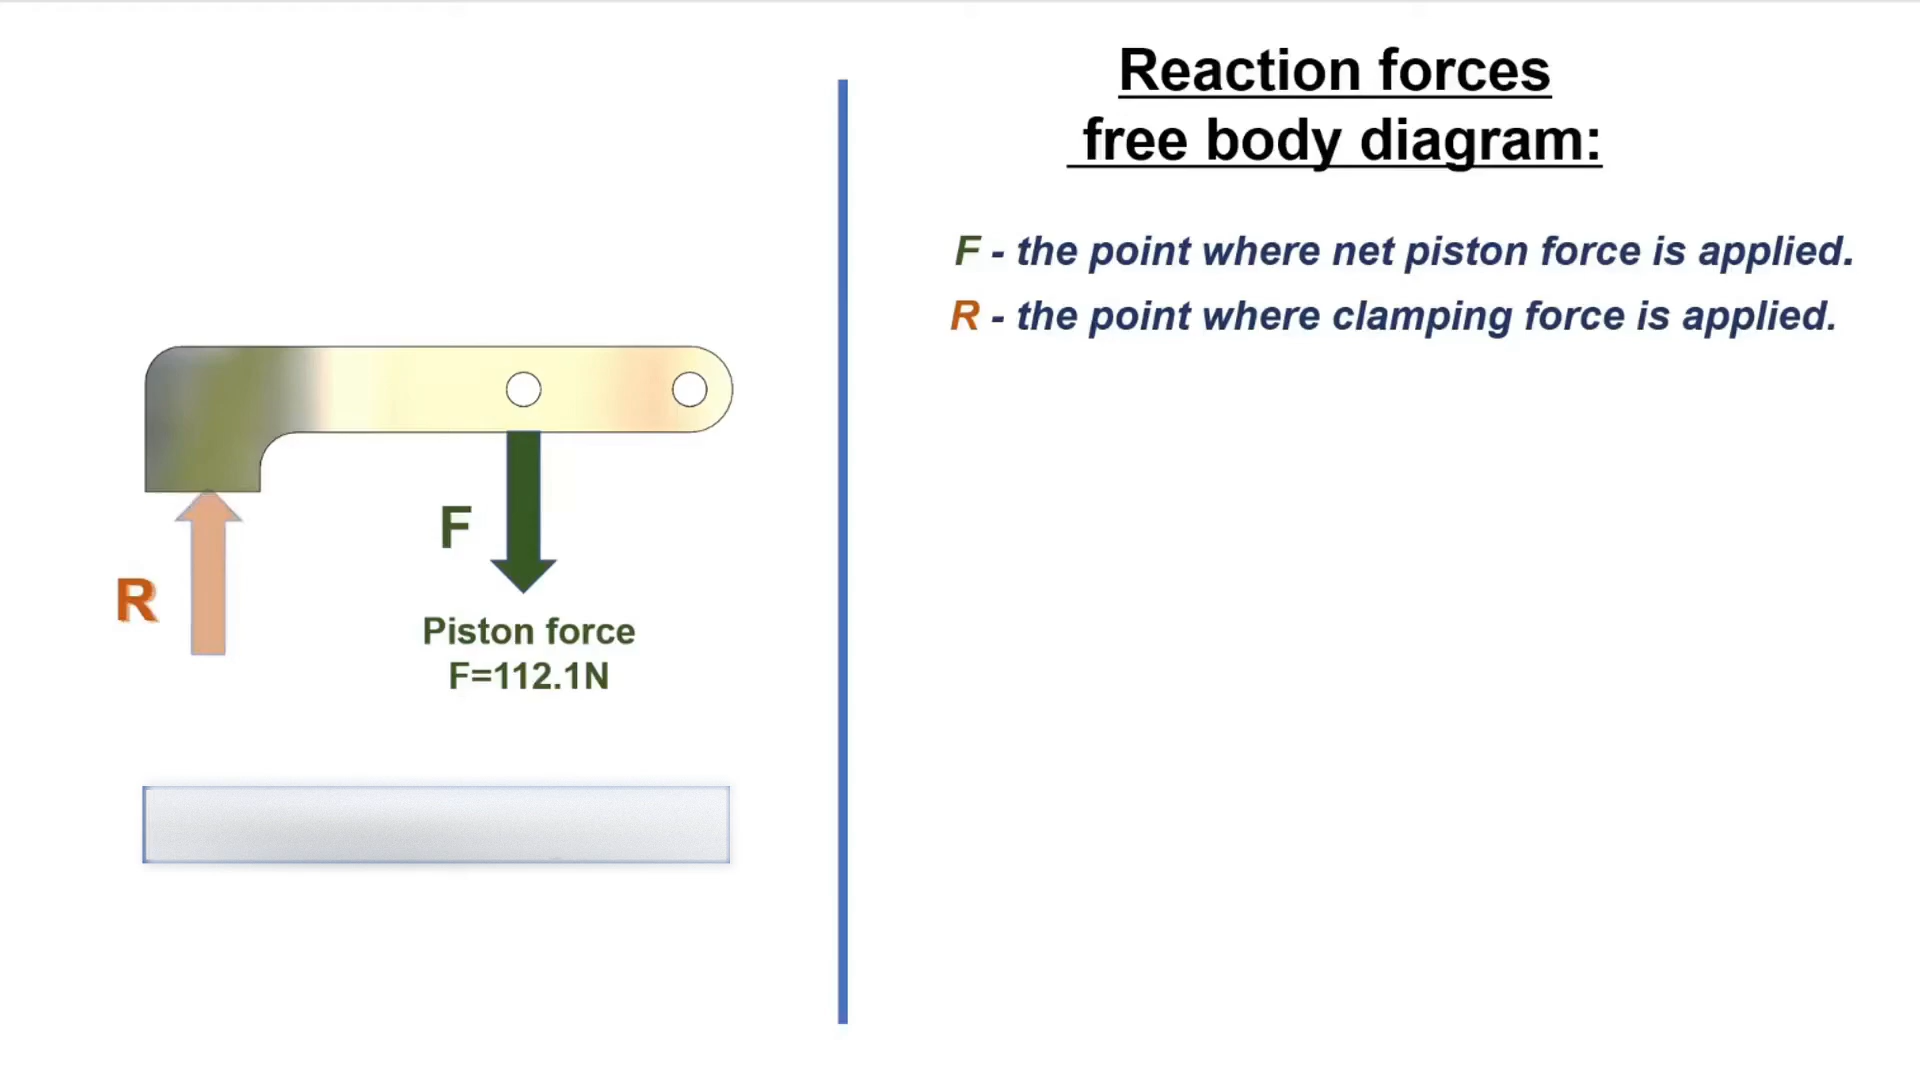 Reaction forces
free body diagram:
F - the point where net piston force is applied.
R - the point where clamping force is applied.
F
R
Piston force
F=112.1N